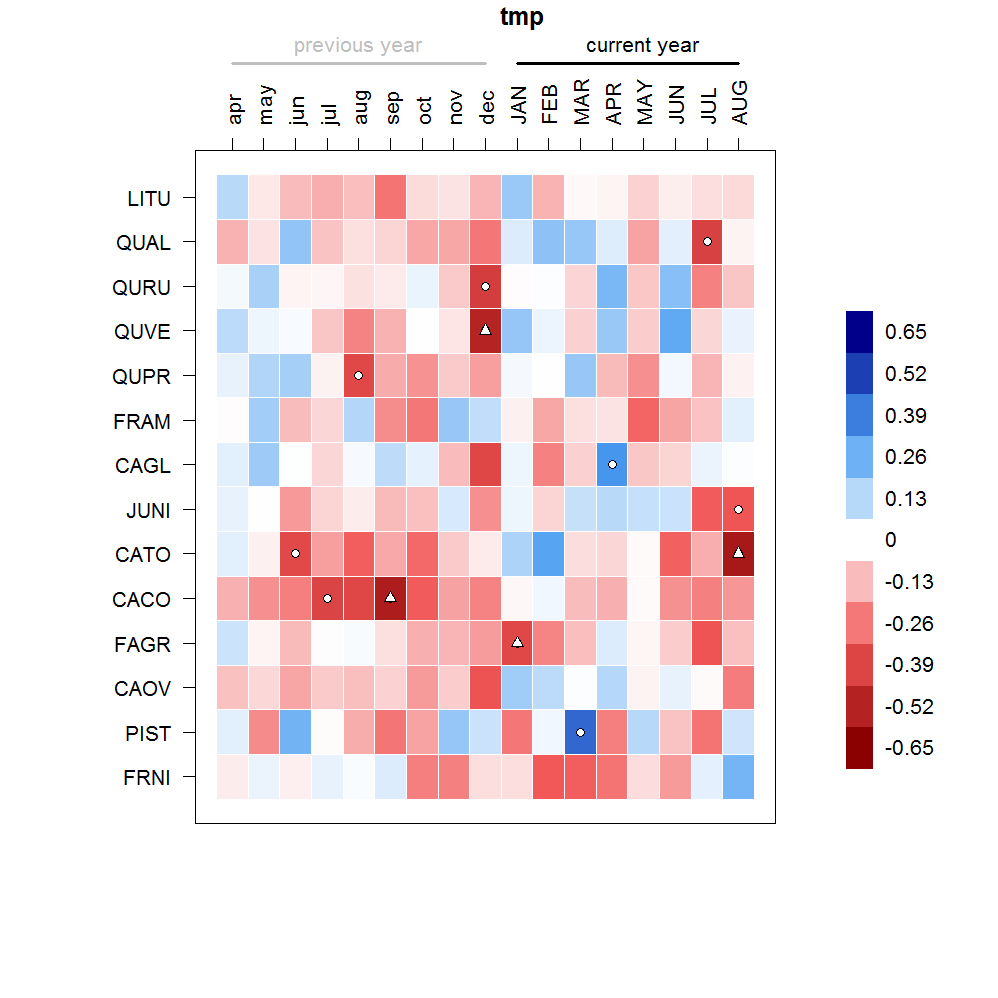 tmp
previous year current year
apr may jun jul aug sep oct nov dec JAN FEB MAR APR MAY JUN JUL AUG
LITU
QUAL
QURU
QUVE
QUPR
FRAM
CAGL
JUNI
CATO
CACO
FAGR
CAOV
PIST
FRNI
0.65
0.52
0.39
0.26
0.13
0
-0.13
-0.26
-0.39
-0.52
-0.65